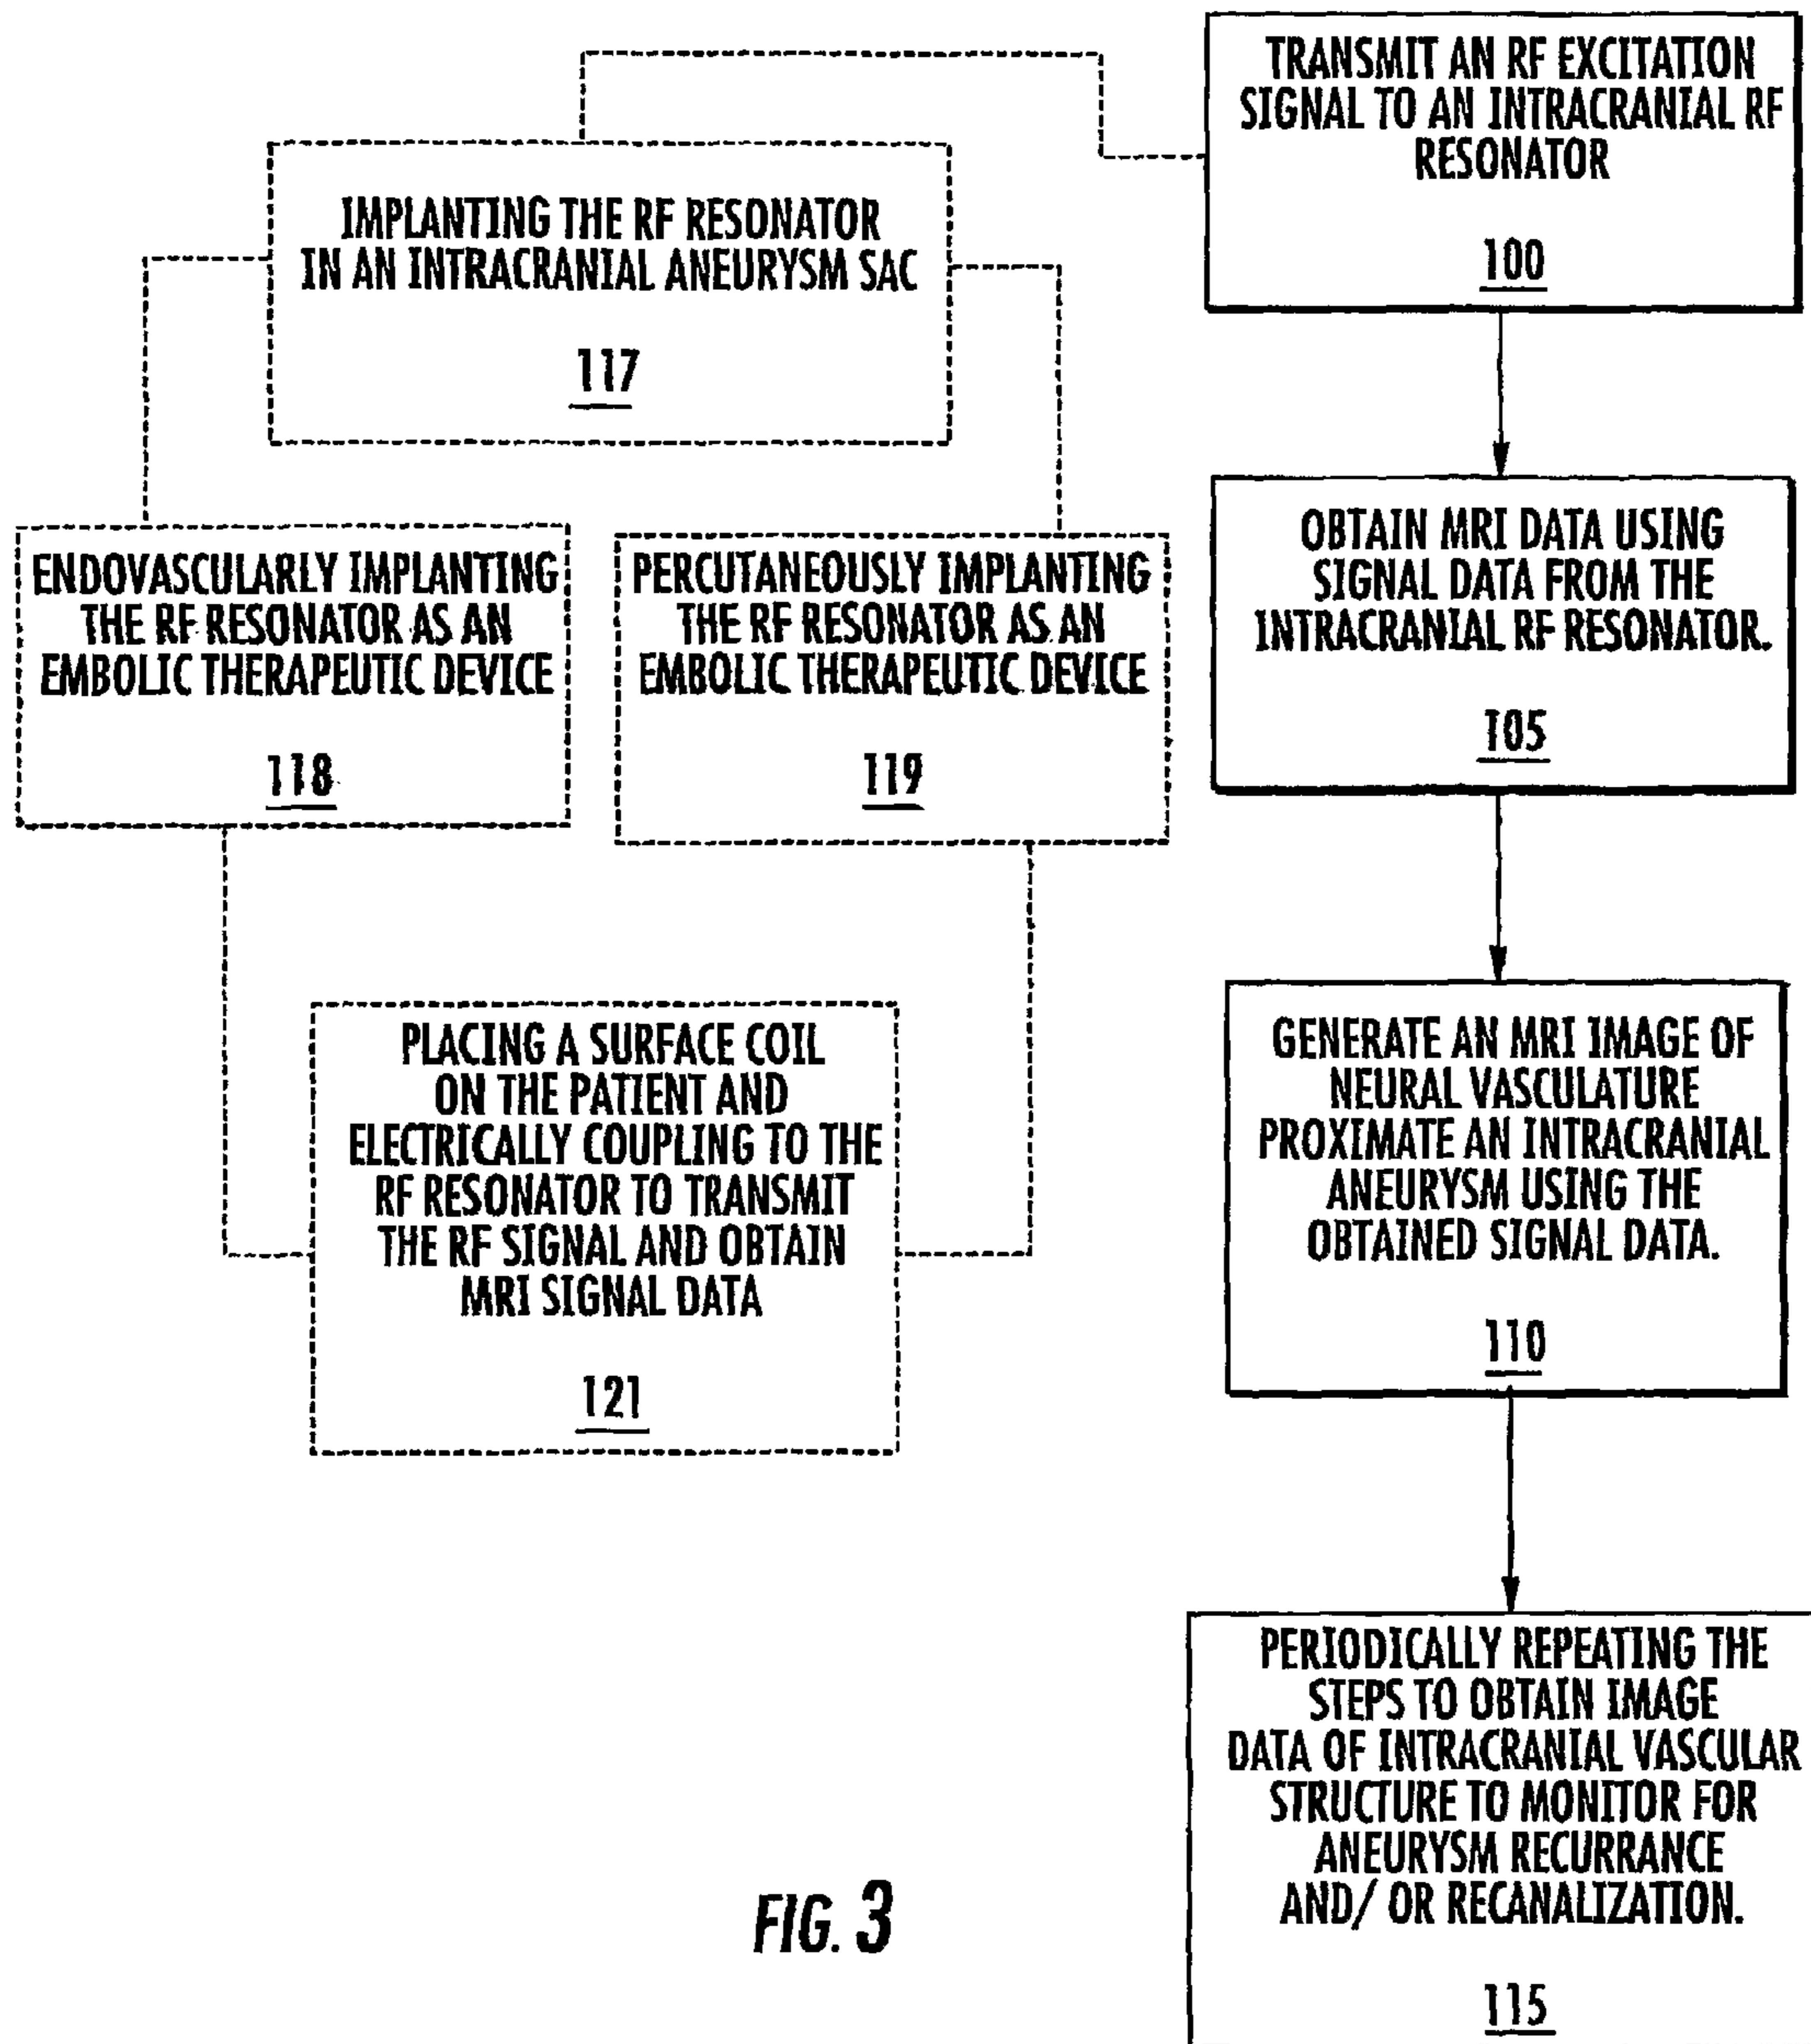 TRANSMIT AN RF EXCITATION
SIGNAL TO AN INTRACRANIAL RF
RESONATOR
100
IMPLANTING THE RF RESONATOR
IN AN INTRACRANIAL ANEURYSM SAC
117
ENDOVASCULARLY IMPLANTING
THE RF RESONATOR AS AN
EMBOLIC THERAPEUTIC DEVICE
118
PERCUTANEOUSLY IMPLANTING
THE RF RESONATOR AS AN
EMBOLIC THERAPEUTIC DEVICE
119
OBTAIN MRI DATA USING
SIGNAL DATA FROM THE
INTRACRANIAL RF RESONATOR.
105
PLACING A SURFACE COIL
ON THE PATIENT AND
ELECTRICALLY COUPLING TO THE
RF RESONATOR TO TRANSMIT
THE RF SIGNAL AND OBTAIN
MRI SIGNAL DATA
121
GENERATE AN MRI IMAGE OF
NEURAL VASCULATURE
PROXIMATE AN INTRACRANIAL
ANEURYSM USING THE
OBTAINED SIGNAL DATA.
110
PERIODICALLY REPEATING THE
STEPS TO OBTAIN IMAGE
DATA OF INTRACRANIAL VASCULAR
STRUCTURE TO MONITOR FOR
ANEURYSM RECURRANCE
AND/ OR RECANALIZATION.
115
FIG. 3